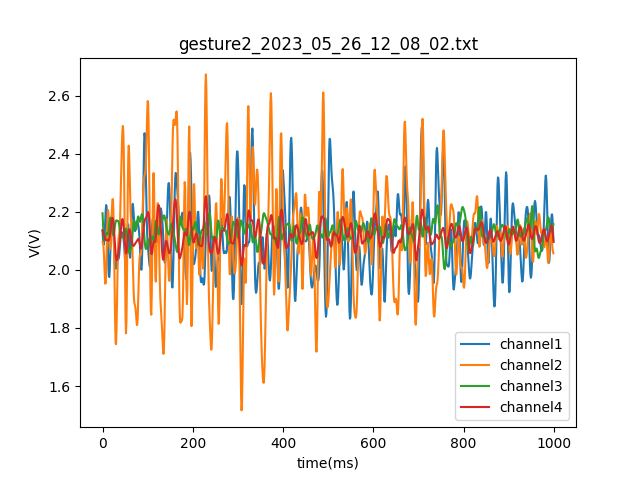 gesture2_2023_05_26_12_08_02.txt
V(V)
2.6
2.4
2.2
2.0
1.8
1.6
channel1
channel2
channel3
channel4
0 200 400 600 800 1000
time(ms)